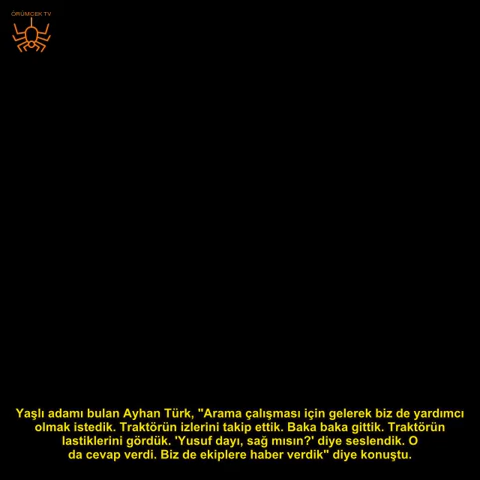 ÖRÜMCEK TV
Yaşlı adamı bulan Ayhan Türk, "Arama çalışması için gelerek biz de yardımcı
olmak istedik. Traktörün izlerini takip ettik. Baka baka gittik. Traktörün
lastiklerini gördük. 'Yusuf dayı, sağ mısın?' diye seslendik. O
da cevap verdi. Biz de ekiplere haber verdik" diye konuştu.